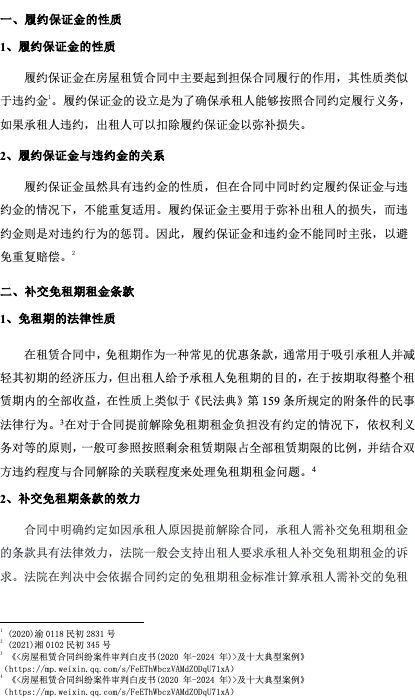 一、履约保证金的性质
1、履约保证金的性质
履约保证金在房屋租赁合同中主要起到担保合同履行的作用，其性质类似
于违约金¹。履约保证金的设立是为了确保承租人能够按照合同约定履行义务，
如果承租人违约，出租人可以扣除履约保证金以弥补损失。
2、履约保证金与违约金的关系
履约保证金虽然具有违约金的性质，但在合同中同时约定履约保证金与违
约金的情况下，不能重复适用。履约保证金主要用于弥补出租人的损失，而违
约金则是对违约行为的惩罚。因此，履约保证金和违约金不能同时主张，以避
免重复赔偿。²
二、补交免租期租金条款
1、免租期的法律性质
在租赁合同中，免租期作为一种常见的优惠条款，通常用于吸引承租人并减
轻其初期的经济压力，但出租人给予承租人免租期的目的，在于按期取得整个租
赁期内的全部收益，在性质上类似于《民法典》第 159 条所规定的附条件的民事
法律行为。³在对于合同提前解除免租期租金负担没有约定的情况下，依权利义
务对等的原则，一般可参照按照剩余租赁期限占全部租赁期限的比例，并结合双
方违约程度与合同解除的关联程度来处理免租期租金问题。⁴
2、补交免租期条款的效力
合同中明确约定如因承租人原因提前解除合同，承租人需补交免租期租金
的条款具有法律效力，法院一般会支持出租人要求承租人补交免租期租金的诉
求。法院在判决中会依据合同约定的免租期租金标准计算承租人需补交的免租
¹ (2020)渝 0118 民初 2831 号
² (2021)湘 0102 民初 345 号
³ 《<房屋租赁合同纠纷案件审判白皮书(2020 年-2024 年)>及十大典型案例》
（https://mp.weixin.qq.com/s/FeEThWbczVAMdZODqU71xA）
⁴ 《<房屋租赁合同纠纷案件审判白皮书(2020 年-2024 年)>及十大典型案例》
（https://mp.weixin.qq.com/s/FeEThWbczVAMdZODqU71xA）